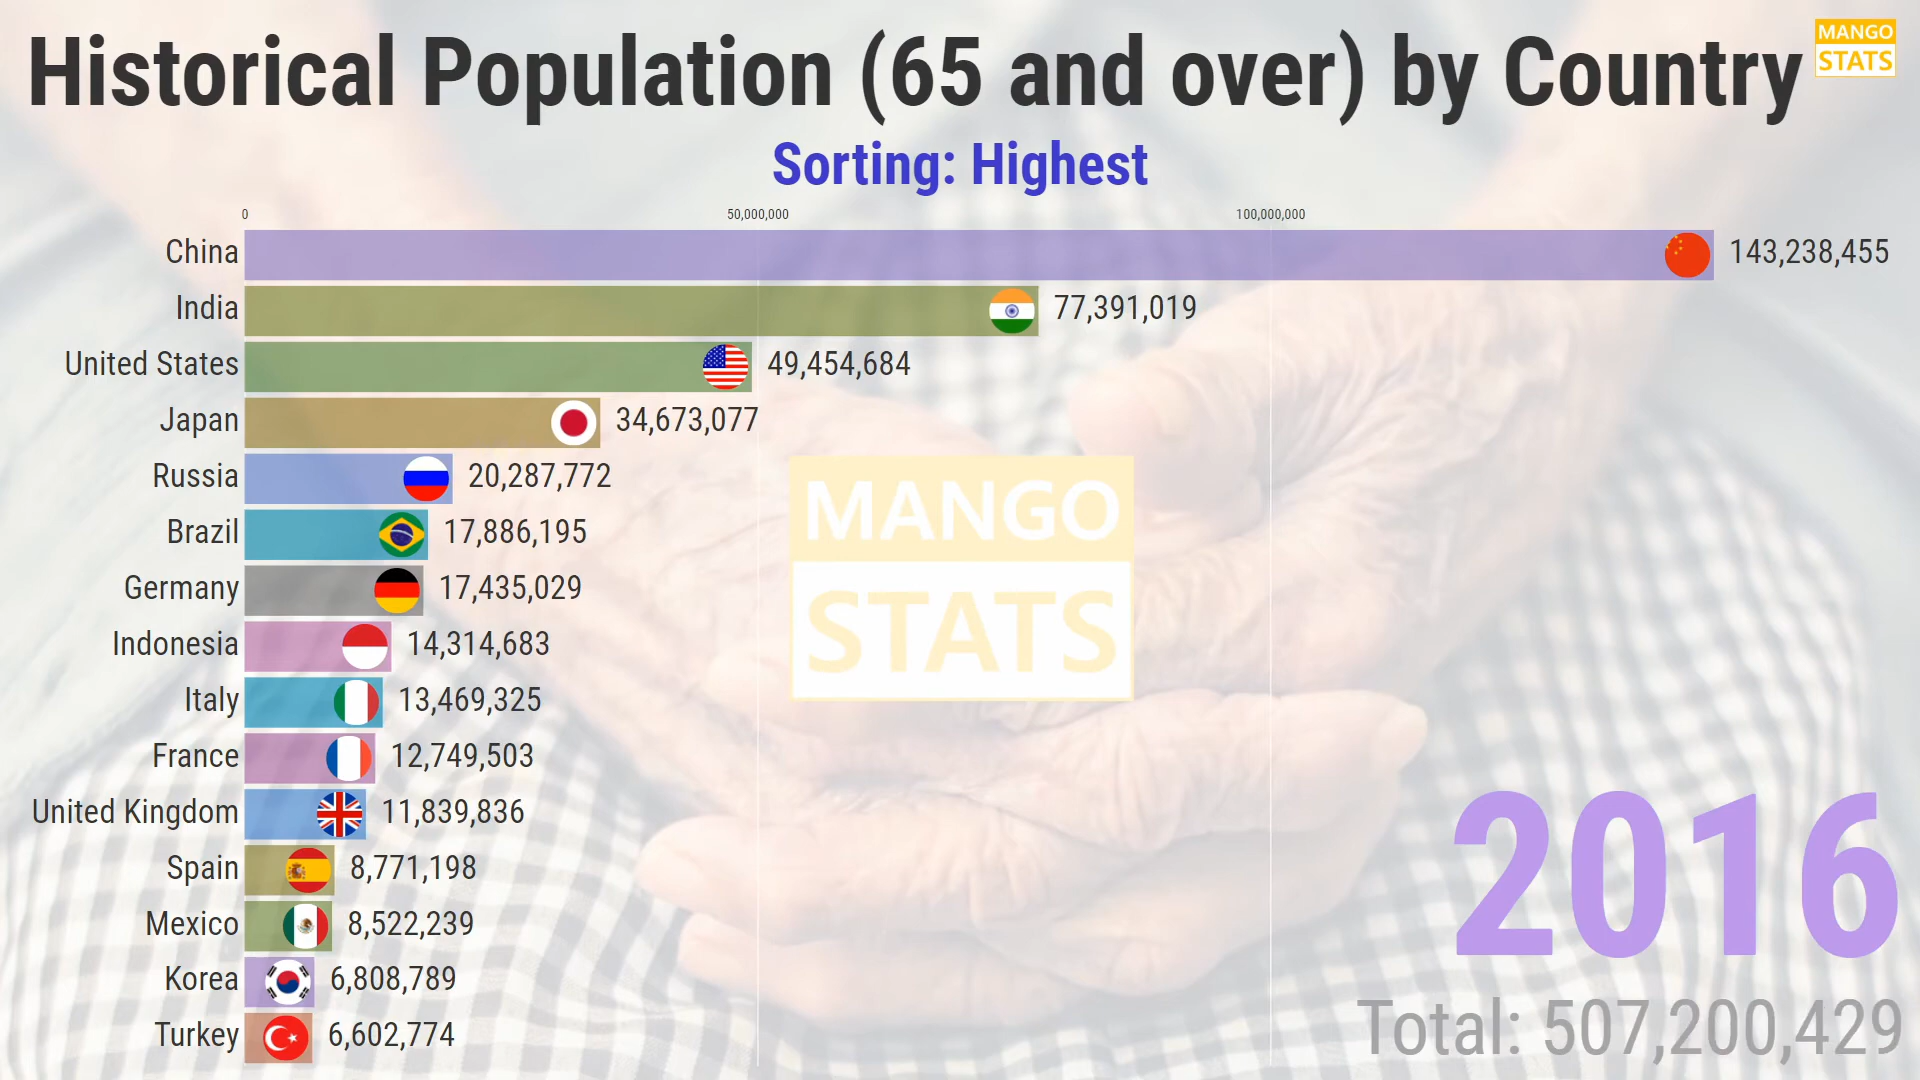 Historical Population (65 and over) by Country
MANGO
STATS
Sorting: Highest
0 50,000,000 100,000,000
China 143,238,455
India 77,391,019
United States 49,454,684
Japan 34,673,077
Russia 20,287,772
Brazil 17,886,195
Germany 17,435,029
Indonesia 14,314,683
Italy 13,469,325
France 12,749,503
United Kingdom 11,839,836
Spain 8,771,198
Mexico 8,522,239
Korea 6,808,789
Turkey 6,602,774
MANGO
STATS
2016
Total: 507,200,429